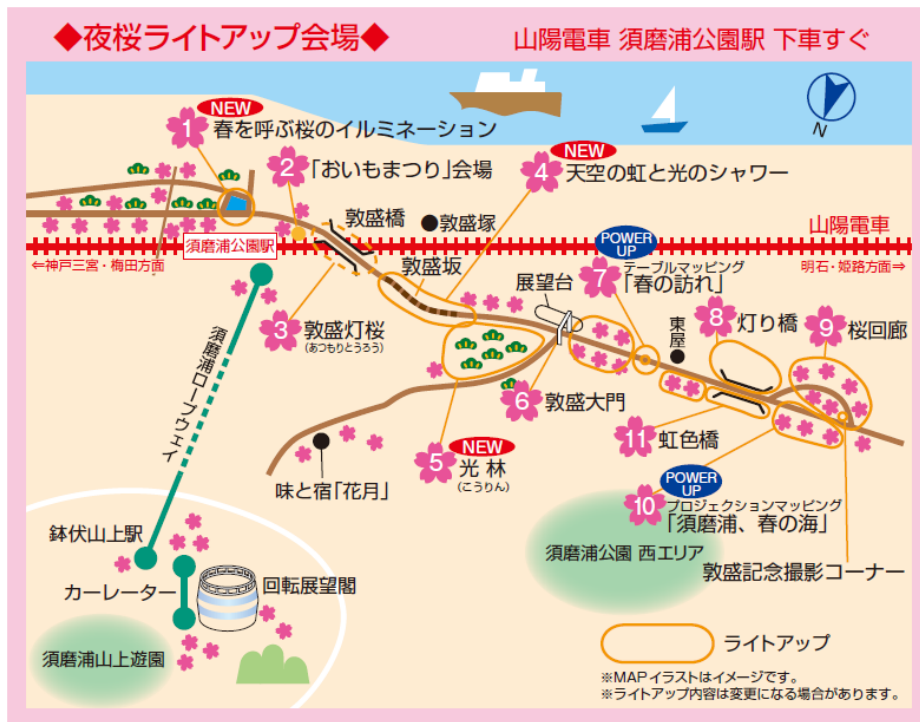 ◆夜桜ライトアップ会場◆
山陽電車 須磨浦公園駅 下車すぐ
N
NEW
1
春を呼ぶ桜のイルミネーション
2
「おいもまつり」会場
NEW
4
天空の虹と光のシャワー
敦盛橋
敦盛塚
山陽電車
須磨浦公園駅
⇐神戸三宮・梅田方面
明石・姫路方面⇒
敦盛坂
POWER
UP
7
テーブルマッピング
「春の訪れ」
展望台
3
敦盛灯桜
(あつもりとうろう)
東屋
8
灯り橋
9
桜回廊
須磨浦ロープウェイ
6
敦盛大門
11
虹色橋
NEW
5
光林
(こうりん)
味と宿「花月」
POWER
UP
10
プロジェクションマッピング
「須磨浦、春の海」
須磨浦公園 西エリア
敦盛記念撮影コーナー
鉢伏山上駅
カーレーター
回転展望閣
須磨浦山上遊園
ライトアップ
※MAPイラストはイメージです。
※ライトアップ内容は変更になる場合があります。